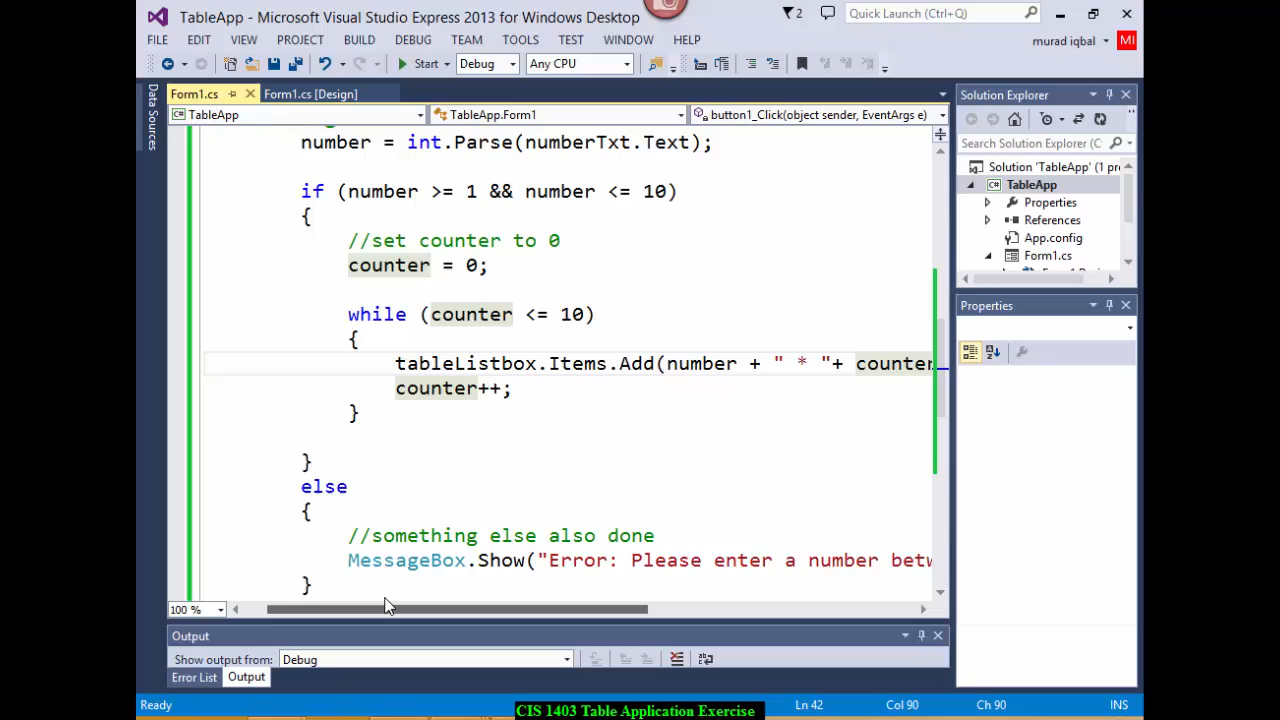 TableApp - Microsoft Visual Studio Express 2013 for Windows Desktop
2
Quick Launch (Ctrl+Q)
FILE EDIT VIEW PROJECT BUILD DEBUG TEAM TOOLS TEST WINDOW HELP
murad iqbal
MI
Start
Debug
Any CPU
Data Sources
Form1.cs
Form1.cs [Design]
TableApp
TableApp.Form1
button1_Click(object sender, EventArgs e)
number = int.Parse(numberTxt.Text);
if (number >= 1 && number <= 10)
{
//set counter to 0
counter = 0;
while (counter <= 10)
{
tableListbox.Items.Add(number + " * "+ counter
counter++;
}
}
else
{
//something else also done
MessageBox.Show("Error: Please enter a number betw
}
100 %
Solution Explorer
Search Solution Explorer (C
Solution 'TableApp' (1 pr
C#
TableApp
Properties
References
App.config
Form1.cs
Properties
Output
Show output from: Debug
Error List
Output
Ready
Ln 42
Col 90
Ch 90
INS
CIS 1403 Table Application Exercise